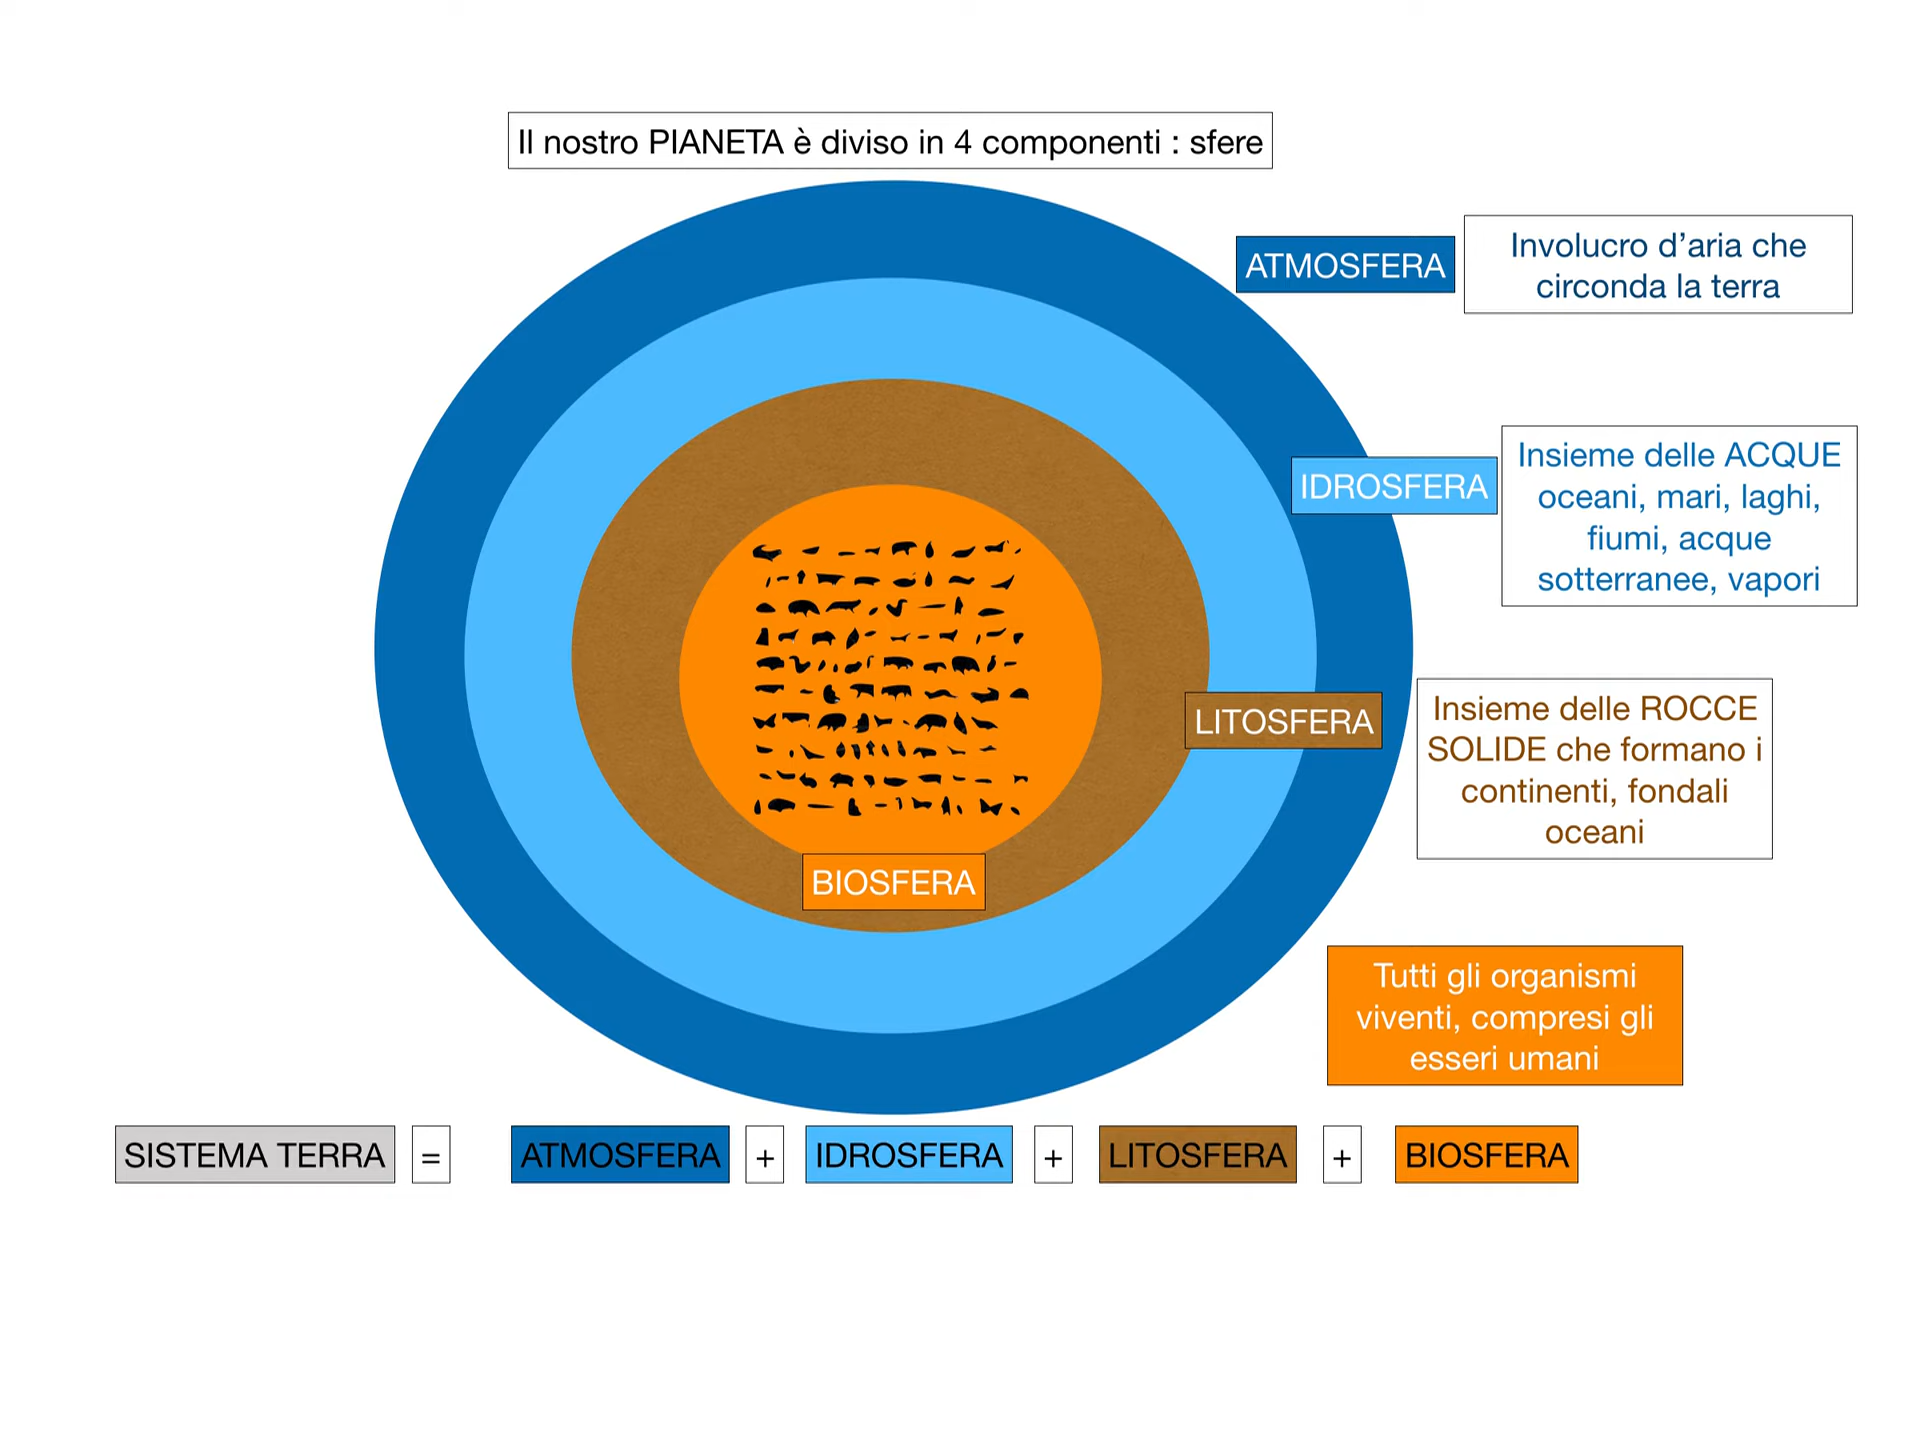 Il nostro PIANETA è diviso in 4 componenti : sfere
ATMOSFERA
Involucro d’aria che
circonda la terra
IDROSFERA
Insieme delle ACQUE
oceani, mari, laghi,
fiumi, acque
sotterranee, vapori
LITOSFERA
Insieme delle ROCCE
SOLIDE che formano i
continenti, fondali
oceani
BIOSFERA
Tutti gli organismi
viventi, compresi gli
esseri umani
SISTEMA TERRA = ATMOSFERA + IDROSFERA + LITOSFERA + BIOSFERA